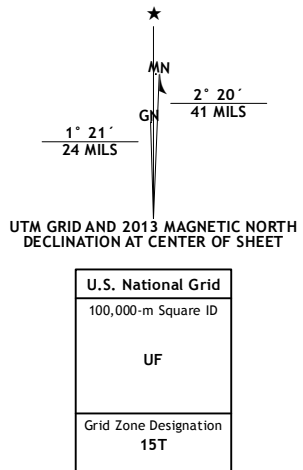 ★
MN
GN
2° 20´
41 MILS
1° 21´
24 MILS
UTM GRID AND 2013 MAGNETIC NORTH
DECLINATION AT CENTER OF SHEET
U.S. National Grid
100,000-m Square ID
UF
Grid Zone Designation
15T